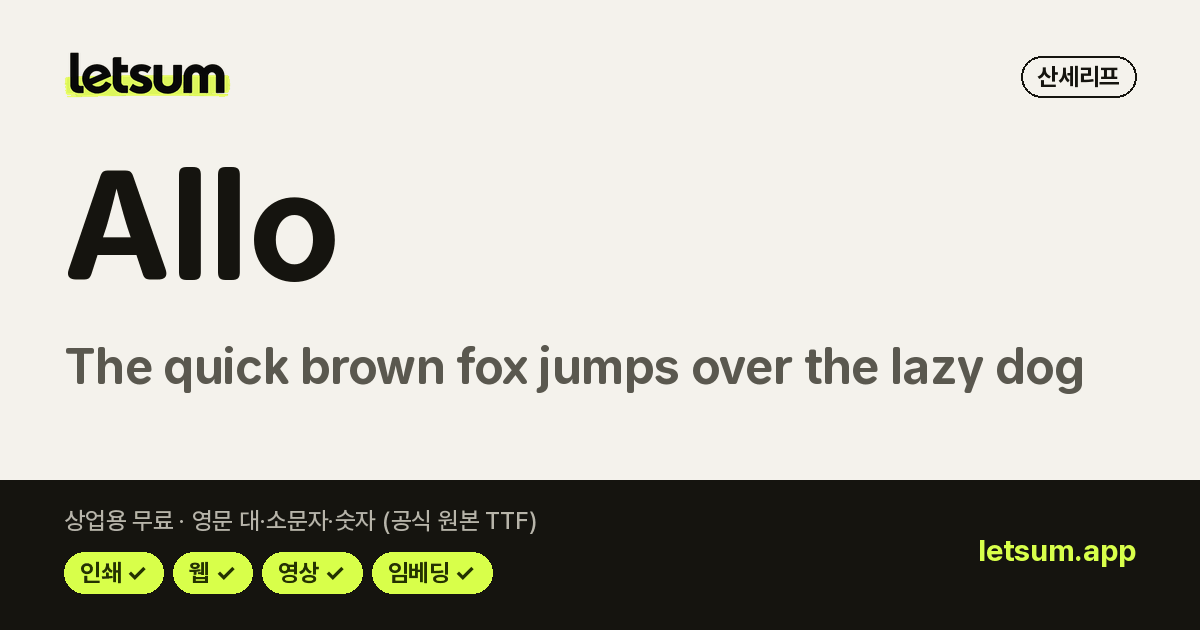 letsum
산세리프
Allo
The quick brown fox jumps over the lazy dog
상업용 무료 · 영문 대·소문자·숫자 (공식 원본 TTF)
인쇄 ✓ 웹 ✓ 영상 ✓ 임베딩 ✓
letsum.app